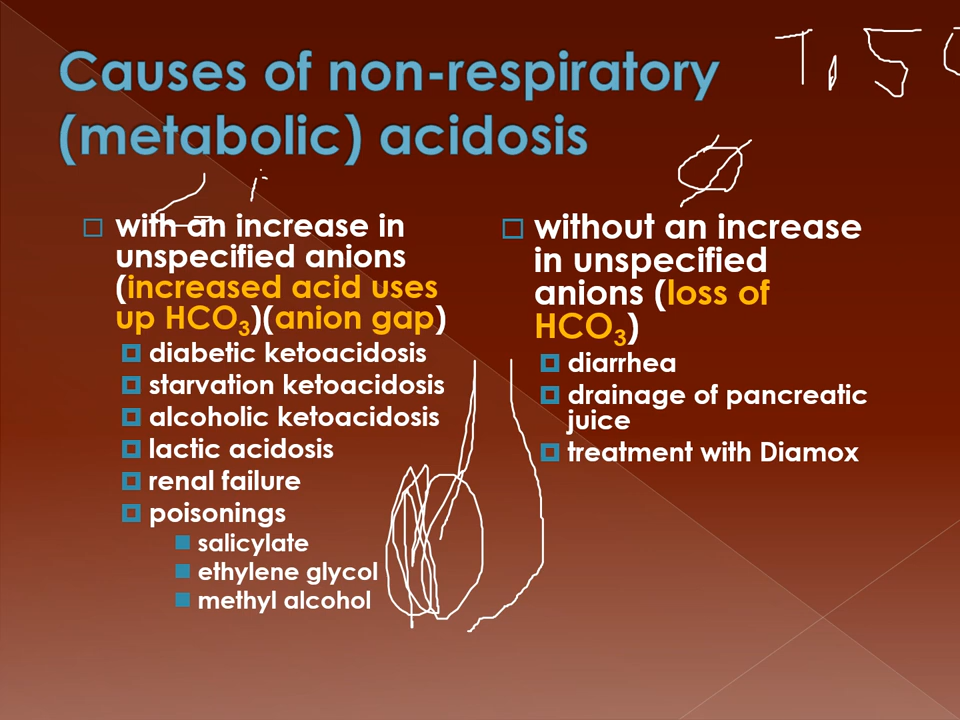 Causes of non-respiratory
(metabolic) acidosis
with an increase in
unspecified anions
(increased acid uses
up HCO3)(anion gap)
diabetic ketoacidosis
starvation ketoacidosis
alcoholic ketoacidosis
lactic acidosis
renal failure
poisonings
salicylate
ethylene glycol
methyl alcohol
without an increase
in unspecified
anions (loss of
HCO3)
diarrhea
drainage of pancreatic
juice
treatment with Diamox